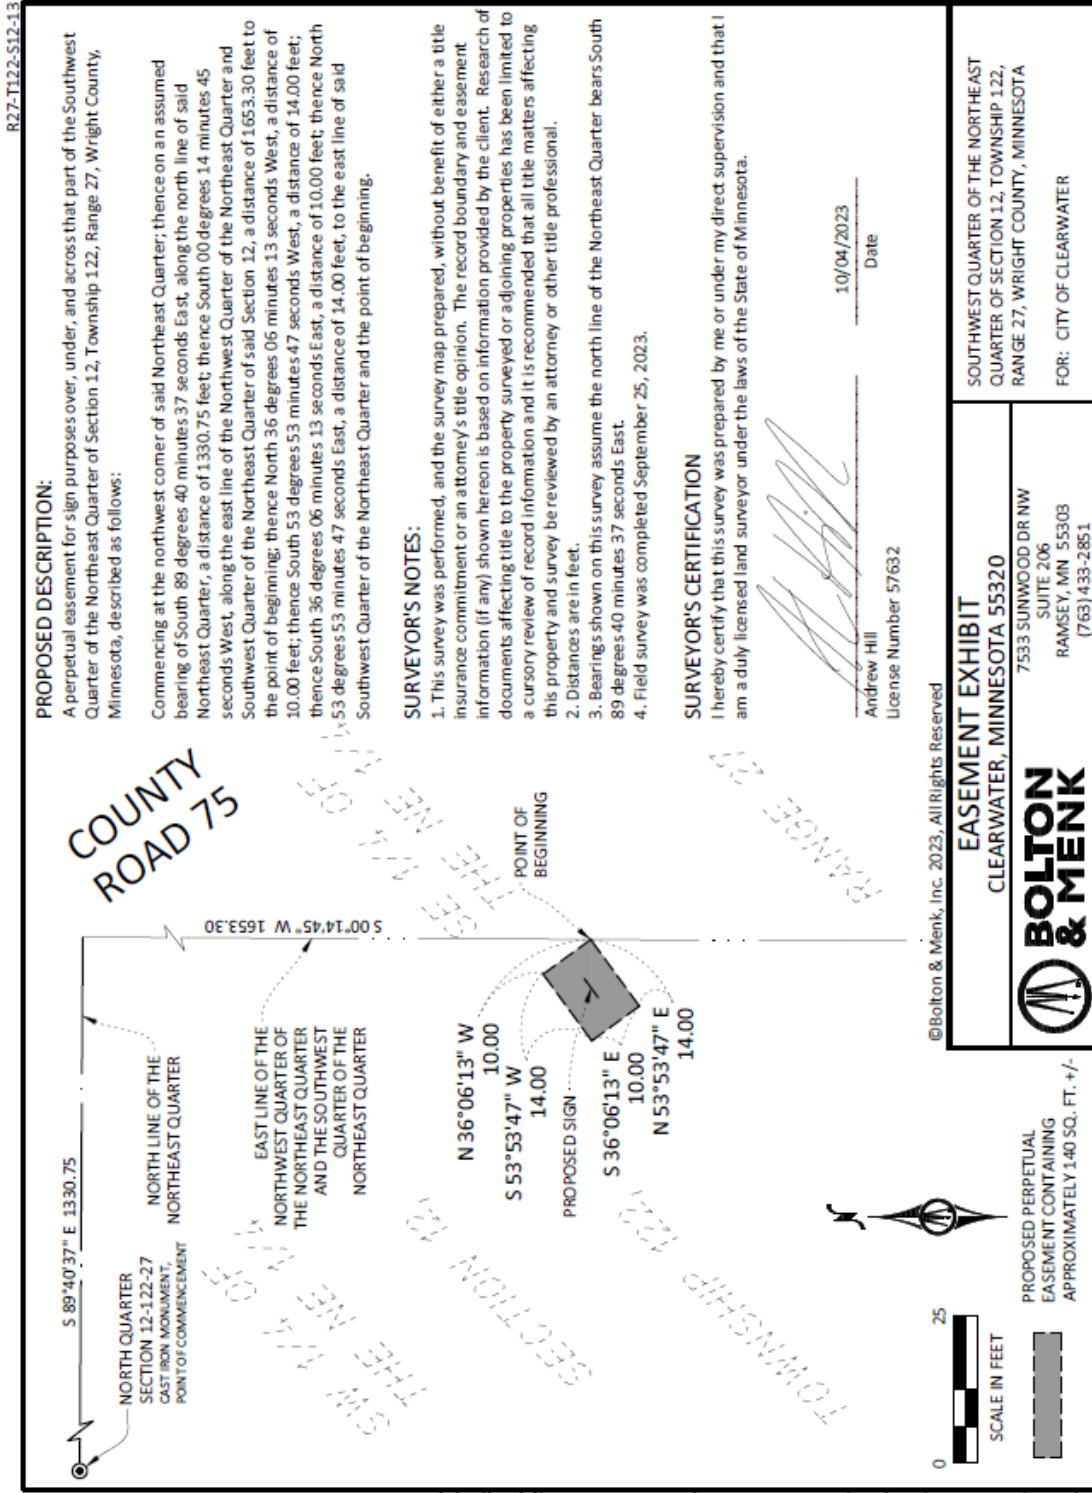 R27-T122-S12-13
PROPOSED DESCRIPTION:
A perpetual easement for sign purposes over, under, and across that part of the Southwest
Quarter of the Northeast Quarter of Section 12, Township 122, Range 27, Wright County,
Minnesota, described as follows:
Commencing at the northwest corner of said Northeast Quarter; thence on an assumed
bearing of South 89 degrees 40 minutes 37 seconds East, along the north line of said
Northeast Quarter, a distance of 1330.75 feet; thence South 00 degrees 14 minutes 45
seconds West, along the east line of the Northwest Quarter of the Northeast Quarter and
Southwest Quarter of the Northeast Quarter of said Section 12, a distance of 1653.30 feet to
the point of beginning; thence North 36 degrees 06 minutes 13 seconds West, a distance of
10.00 feet; thence South 53 degrees 53 minutes 47 seconds West, a distance of 14.00 feet;
thence South 36 degrees 06 minutes 13 seconds East, a distance of 10.00 feet; thence North
53 degrees 53 minutes 47 seconds East, a distance of 14.00 feet, to the east line of said
Southwest Quarter of the Northeast Quarter and the point of beginning.
SURVEYOR'S NOTES:
1. This survey was performed, and the survey map prepared, without benefit of either a title
insurance commitment or an attorney's title opinion. The record boundary and easement
information (if any) shown hereon is based on information provided by the client. Research of
documents affecting title to the property surveyed or adjoining properties has been limited to
a cursory review of record information and it is recommended that all title matters affecting
this property and survey be reviewed by an attorney or other title professional.
2. Distances are in feet.
3. Bearings shown on this survey assume the north line of the Northeast Quarter bears South
89 degrees 40 minutes 37 seconds East.
4. Field survey was completed September 25, 2023.
SURVEYOR'S CERTIFICATION
I hereby certify that this survey was prepared by me or under my direct supervision and that I
am a duly licensed land surveyor under the laws of the State of Minnesota.
10/04/2023
Andrew Hill
Date
License Number 57632
COUNTY
ROAD 75
S 89°40'37" E 1330.75
NORTH QUARTER
SECTION 12-122-27
CAST IRON MONUMENT,
POINT OF COMMENCEMENT
NORTH LINE OF THE
NORTHEAST QUARTER
S 00°14'45" W 1653.30
EAST LINE OF THE
NORTHWEST QUARTER OF
THE NORTHEAST QUARTER
AND THE SOUTHWEST
QUARTER OF THE
NORTHEAST QUARTER
SW 1/4 OF
THE NE 1/4
SE 1/4 OF
THE NE 1/4
SECTION 12
TOWNSHIP 122
RANGE 27
POINT OF
BEGINNING
N 36°06'13" W
10.00
S 53°53'47" W
14.00
PROPOSED SIGN
S 36°06'13" E
10.00
N 53°53'47" E
14.00
N
0
25
SCALE IN FEET
PROPOSED PERPETUAL
EASEMENT CONTAINING
APPROXIMATELY 140 SQ. FT. +/-
©Bolton & Menk, Inc. 2023, All Rights Reserved
EASEMENT EXHIBIT
CLEARWATER, MINNESOTA 55320
BOLTON
& MENK
7533 SUNWOOD DR NW
SUITE 206
RAMSEY, MN 55303
(763) 433-2851
SOUTHWEST QUARTER OF THE NORTHEAST
QUARTER OF SECTION 12, TOWNSHIP 122,
RANGE 27, WRIGHT COUNTY, MINNESOTA
FOR: CITY OF CLEARWATER